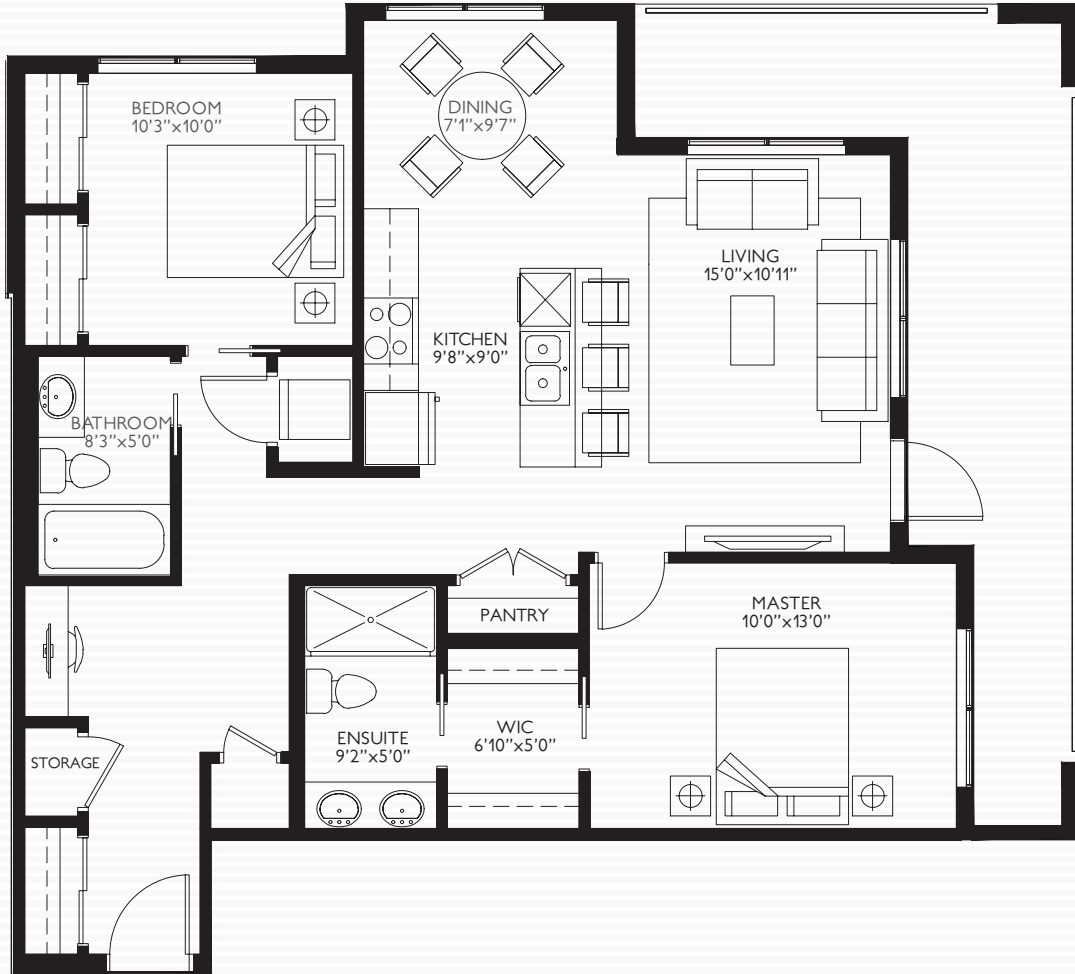 BEDROOM
10'3"x10'0"
DINING
7'1"x9'7"
LIVING
15'0"x10'11"
KITCHEN
9'8"x9'0"
BATHROOM
8'3"x5'0"
PANTRY
MASTER
10'0"x13'0"
ENSUITE
9'2"x5'0"
WIC
6'10"x5'0"
STORAGE